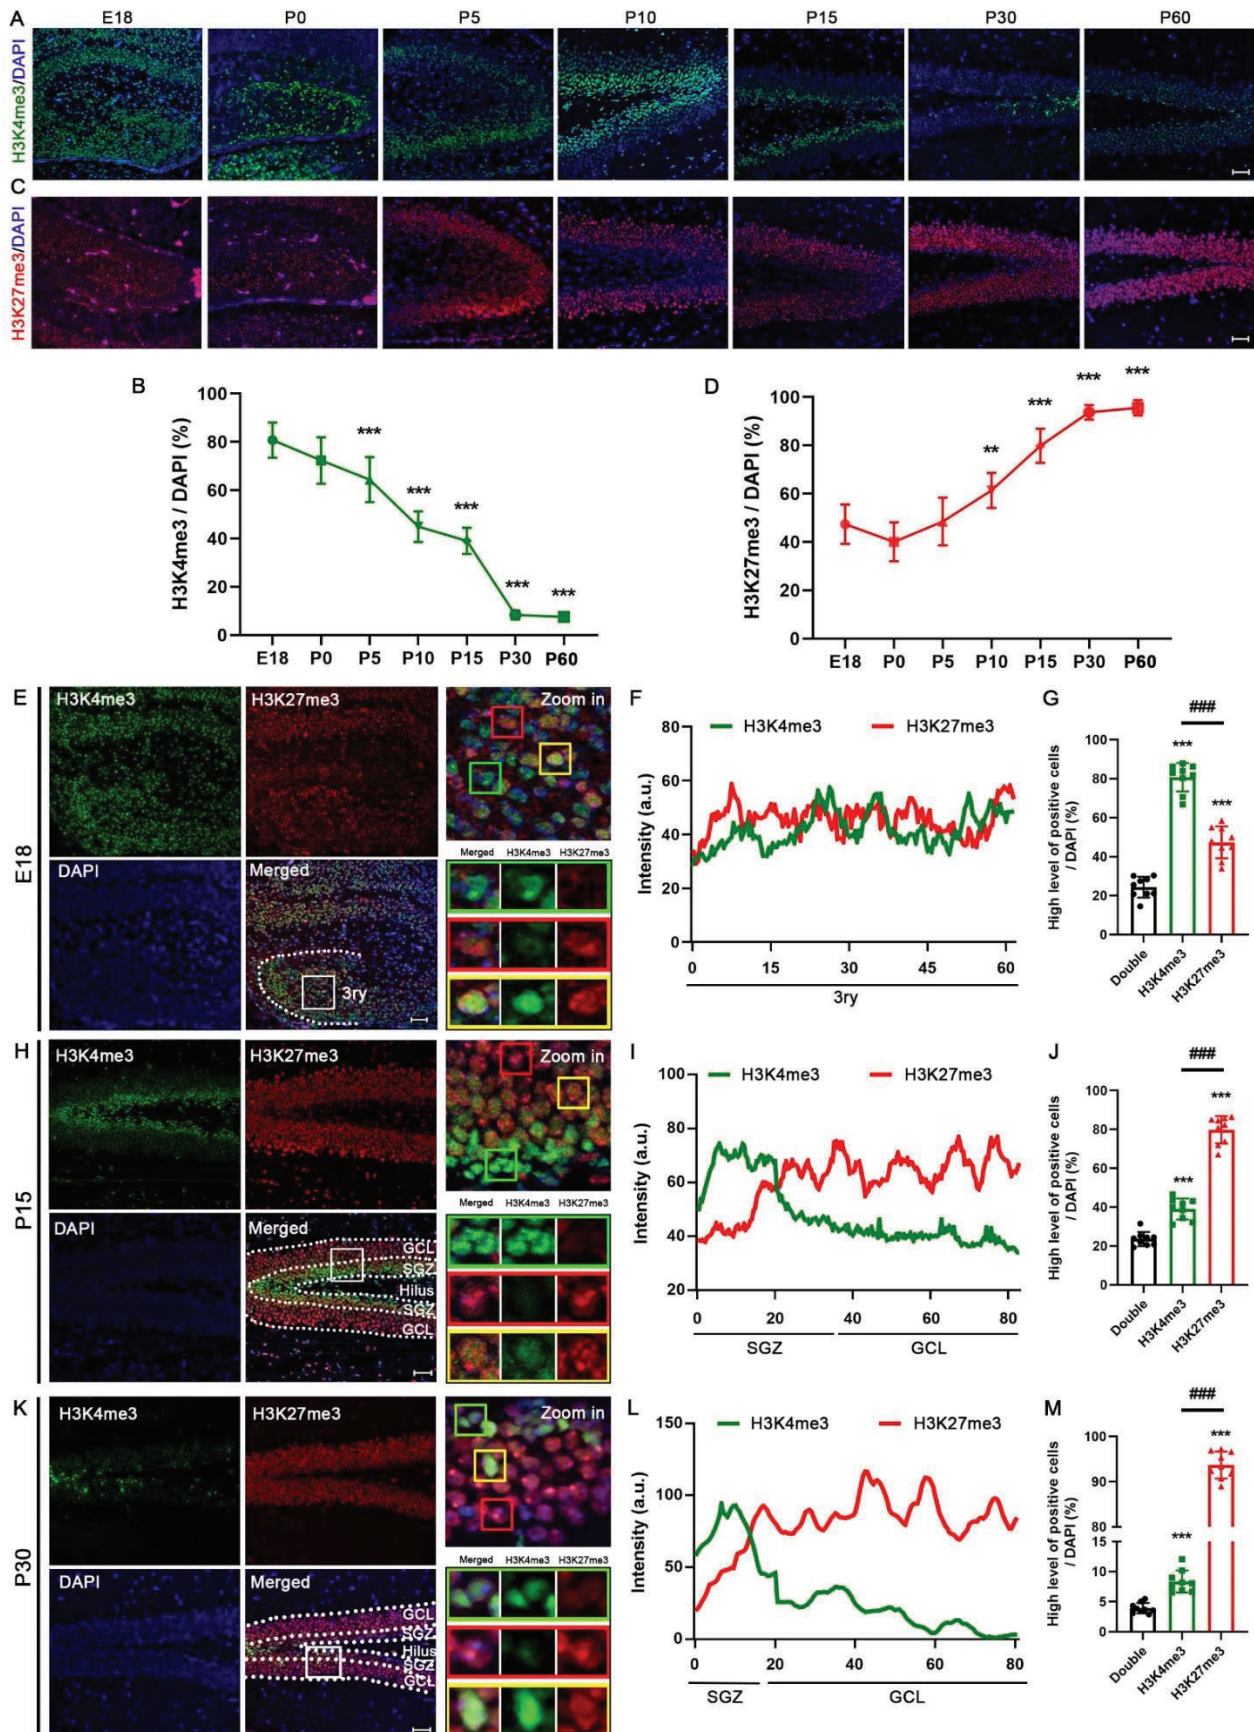 E18 P0 P5 P10 P15 P30 P60
A
H3K4me3/DAPI
C
H3K27me3/DAPI
B
H3K4me3 / DAPI (%)
100
80
60
40
20
0
*** *** *** *** ***
E18 P0 P5 P10 P15 P30 P60
D
H3K27me3 / DAPI (%)
100
80
60
40
20
0
** *** *** ***
E18 P0 P5 P10 P15 P30 P60
E18
E
H3K4me3 H3K27me3 Zoom in
DAPI Merged
3ry
Merged H3K4me3 H3K27me3
F
H3K4me3 H3K27me3
Intensity (a.u.)
80
60
40
20
0
0 15 30 45 60
3ry
G
###
*** ***
High level of positive cells
/ DAPI (%)
100
80
60
40
20
0
Double H3K4me3 H3K27me3
P15
H
H3K4me3 H3K27me3 Zoom in
DAPI Merged
GCL
SGZ
Hilus
SGZ
GCL
Merged H3K4me3 H3K27me3
I
H3K4me3 H3K27me3
Intensity (a.u.)
100
80
60
40
20
0 20 40 60 80
SGZ GCL
J
###
*** ***
High level of positive cells
/ DAPI (%)
100
80
60
40
20
0
Double H3K4me3 H3K27me3
P30
K
H3K4me3 H3K27me3 Zoom in
DAPI Merged
GCL
SGZ
Hilus
SGZ
GCL
Merged H3K4me3 H3K27me3
L
H3K4me3 H3K27me3
Intensity (a.u.)
150
100
50
0
0 20 40 60 80
SGZ GCL
M
###
*** ***
High level of positive cells
/ DAPI (%)
100
90
80
15
10
5
0
Double H3K4me3 H3K27me3